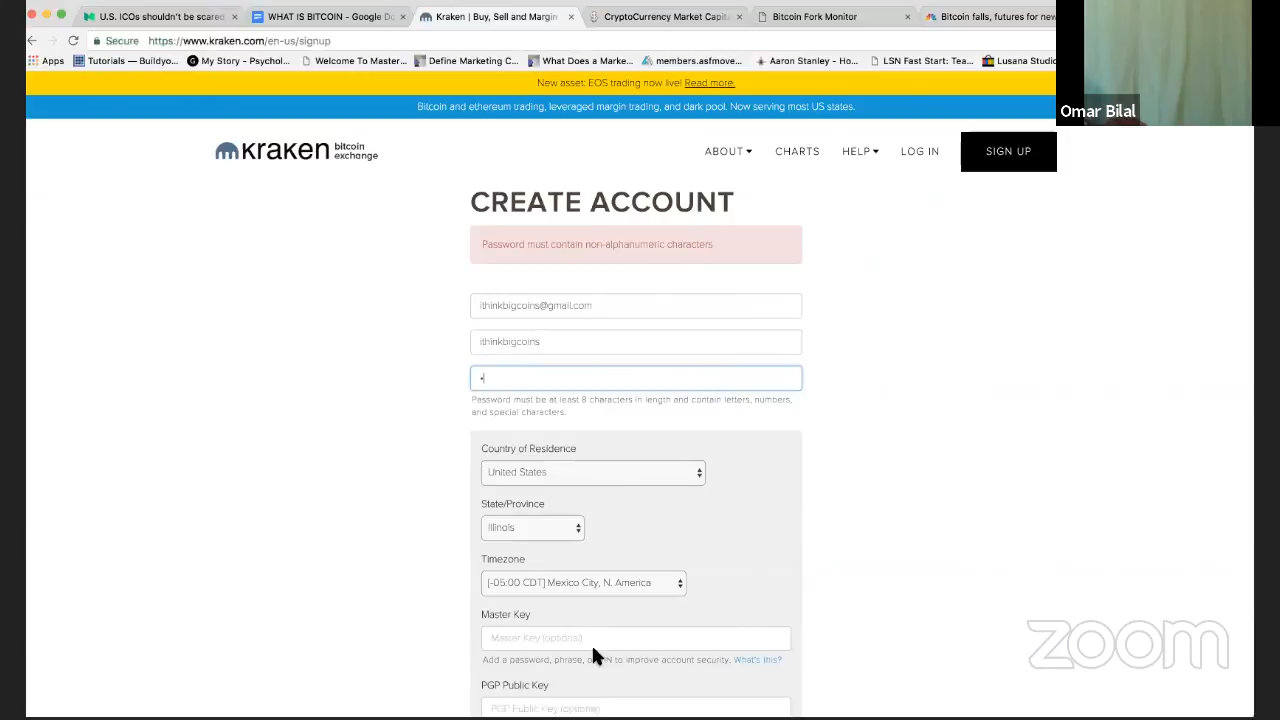 U.S. ICOs shouldn't be scared
WHAT IS BITCOIN - Google Do
Kraken | Buy, Sell and Margin
CryptoCurrency Market Capita
Bitcoin Fork Monitor
Bitcoin falls, futures for new
Secure
https://www.kraken.com/en-us/signup
Apps
Tutorials — Buildyo...
My Story - Psychol...
Welcome To Master...
Define Marketing C...
What Does a Marke...
members.asfmove...
Aaron Stanley - Ho...
LSN Fast Start: Tea...
Lusana Studio
New asset: EOS trading now live! Read more.
Bitcoin and ethereum trading, leveraged margin trading, and dark pool. Now serving most US states.
Omar Bilal
kraken bitcoin exchange
ABOUT
CHARTS
HELP
LOG IN
SIGN UP
CREATE ACCOUNT
Password must contain non-alphanumeric characters
ithinkbigcoins@gmail.com
ithinkbigcoins
Password must be at least 8 characters in length and contain letters, numbers,
and special characters.
Country of Residence
United States
State/Province
Illinois
Timezone
[-05:00 CDT] Mexico City, N. America
Master Key
Master Key (optional)
Add a password, phrase, to improve account security. What's this?
PGP Public Key
PGP Public Key (optional)
zoom